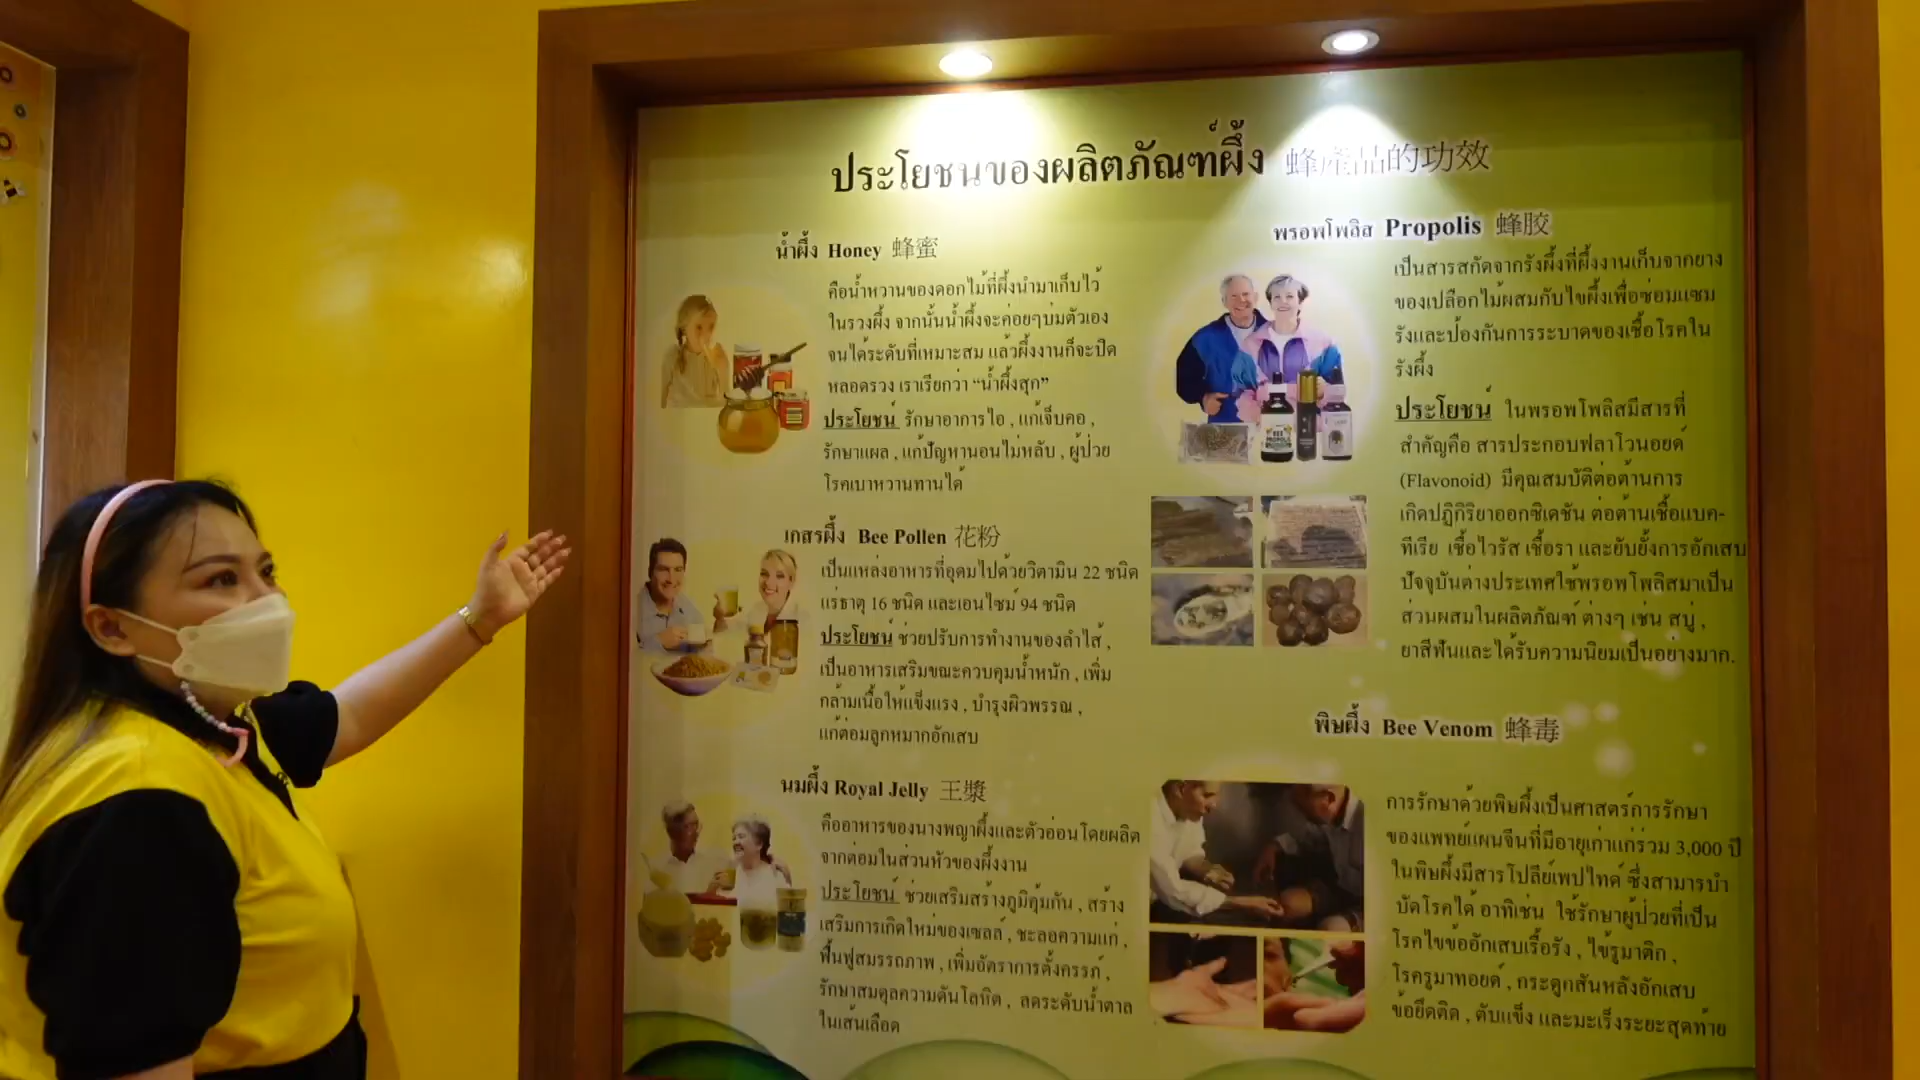 ประโยชน์ของผลิตภัณฑ์ผึ้ง 蜂產品的功效
น้ำผึ้ง Honey 蜂蜜
คือน้ำหวานของดอกไม้ที่ผึ้งนำมาเก็บไว้
ในรวงผึ้ง จากนั้นน้ำผึ้งจะค่อยๆบ่มตัวเอง
จนได้ระดับที่เหมาะสม แล้วผึ้งงานก็จะปิด
หลอดรวง เราเรียกว่า “น้ำผึ้งสุก”
ประโยชน์ รักษาอาการไอ , แก้เจ็บคอ ,
รักษาแผล , แก้ปัญหานอนไม่หลับ , ผู้ป่วย
โรคเบาหวานทานได้
เกสรผึ้ง Bee Pollen 花粉
เป็นแหล่งอาหารที่อุดมไปด้วยวิตามิน 22 ชนิด
แร่ธาตุ 16 ชนิด และเอนไซม์ 94 ชนิด
ประโยชน์ ช่วยปรับการทำงานของลำไส้ ,
เป็นอาหารเสริมขณะควบคุมน้ำหนัก , เพิ่ม
กล้ามเนื้อให้แข็งแรง , บำรุงผิวพรรณ ,
แก้ต่อมลูกหมากอักเสบ
นมผึ้ง Royal Jelly 王漿
คืออาหารของนางพญาผึ้งและตัวอ่อนโดยผลิต
จากต่อมในส่วนหัวของผึ้งงาน
ประโยชน์ ช่วยเสริมสร้างภูมิคุ้มกัน , สร้าง
เสริมการเกิดใหม่ของเซลล์ , ชะลอความแก่ ,
ฟื้นฟูสมรรถภาพ , เพิ่มอัตราการตั้งครรภ์ ,
รักษาสมดุลความดันโลหิต , ลดระดับน้ำตาล
ในเส้นเลือด
พรอพโพลิส Propolis 蜂胶
เป็นสารสกัดจากรังผึ้งที่ผึ้งงานเก็บจากยาง
ของเปลือกไม้ผสมกับไขผึ้งเพื่อซ่อมแซม
รังและป้องกันการระบาดของเชื้อโรคใน
รังผึ้ง
ประโยชน์ ในพรอพโพลิสมีสารที่
สำคัญคือ สารประกอบฟลาโวนอยด์
(Flavonoid) มีคุณสมบัติต่อต้านการ
เกิดปฏิกิริยาออกซิเดชัน ต่อต้านเชื้อแบค-
ทีเรีย เชื้อไวรัส เชื้อรา และยับยั้งการอักเสบ
ปัจจุบันต่างประเทศใช้พรอพโพลิสมาเป็น
ส่วนผสมในผลิตภัณฑ์ ต่างๆ เช่น สบู่ ,
ยาสีฟันและได้รับความนิยมเป็นอย่างมาก.
BEE
PROPOLIS
พิษผึ้ง Bee Venom 蜂毒
การรักษาด้วยพิษผึ้งเป็นศาสตร์การรักษา
ของแพทย์แผนจีนที่มีอายุเก่าแก่ร่วม 3,000 ปี
ในพิษผึ้งมีสารโปลีย์เพปไทด์ ซึ่งสามารบำ
บัดโรคได้ อาทิเช่น ใช้รักษาผู้ป่วยที่เป็น
โรคไขข้ออักเสบเรื้อรัง , ไข้รูมาติก ,
โรครูมาทอยด์ , กระดูกสันหลังอักเสบ
ข้อยึดติด , ตับแข็ง และมะเร็งระยะสุดท้าย